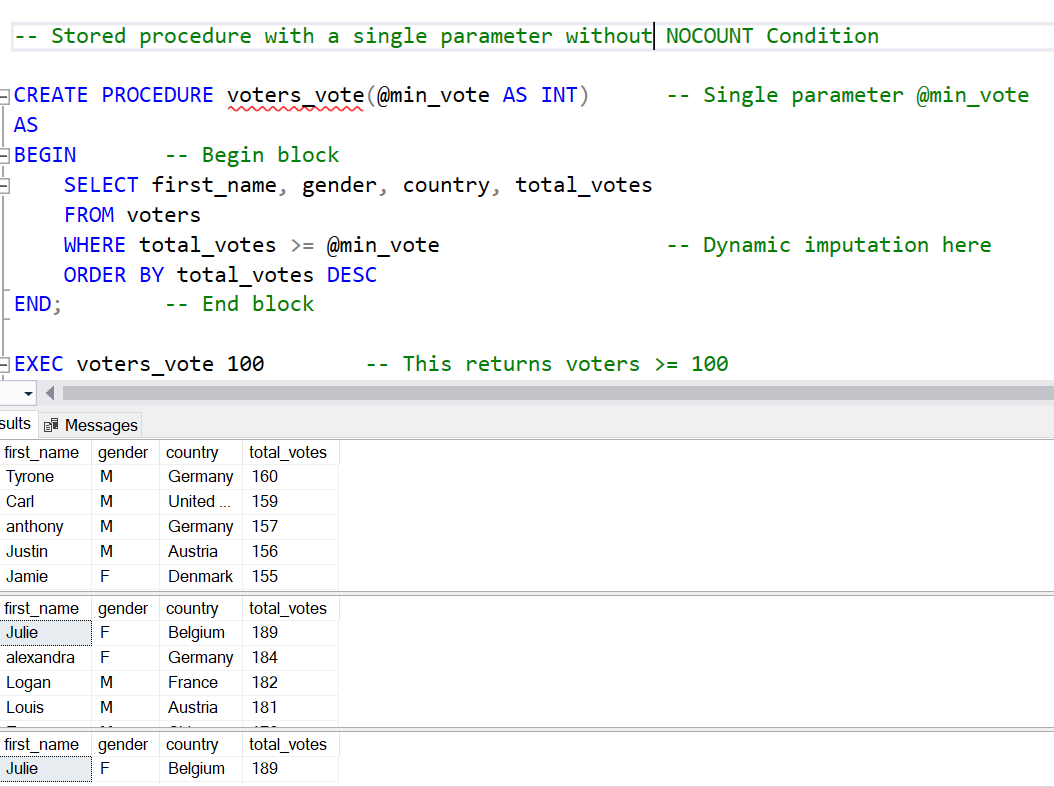 -- Stored procedure with a single parameter without NOCOUNT Condition
CREATE PROCEDURE voters_vote(@min_vote AS INT) -- Single parameter @min_vote
AS
BEGIN -- Begin block
SELECT first_name, gender, country, total_votes
FROM voters
WHERE total_votes >= @min_vote -- Dynamic imputation here
ORDER BY total_votes DESC
END; -- End block
EXEC voters_vote 100 -- This returns voters >= 100
sults Messages
first_name gender country total_votes
Tyrone M Germany 160
Carl M United ... 159
anthony M Germany 157
Justin M Austria 156
Jamie F Denmark 155
first_name gender country total_votes
Julie F Belgium 189
alexandra F Germany 184
Logan M France 182
Louis M Austria 181
first_name gender country total_votes
Julie F Belgium 189